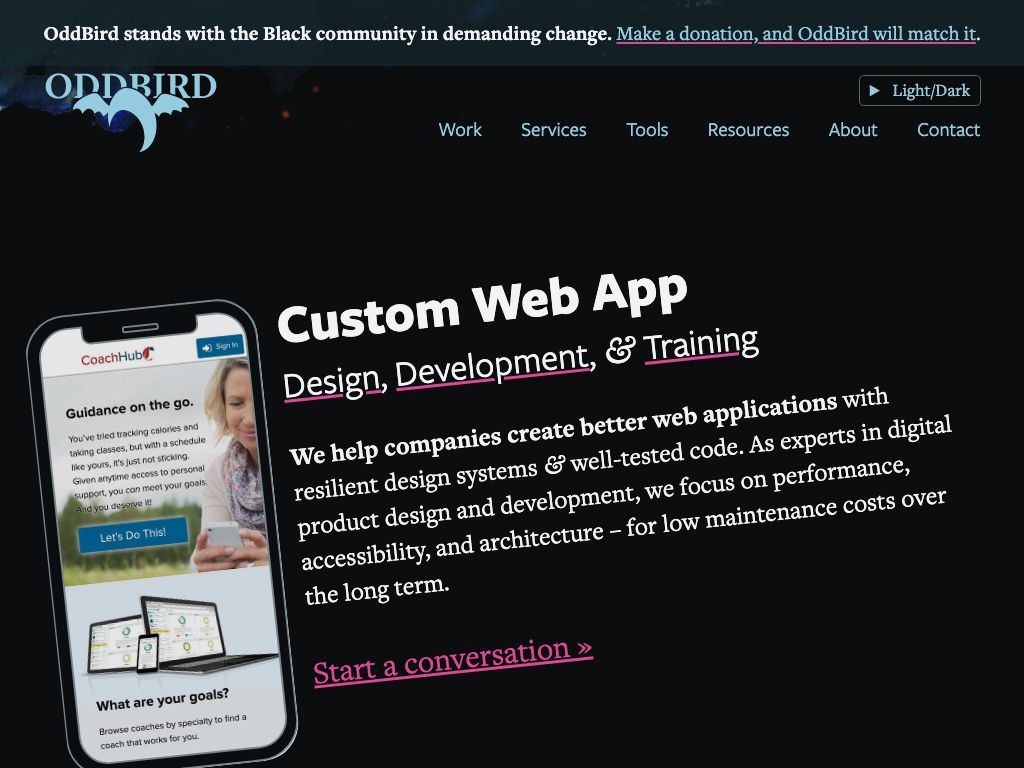 OddBird stands with the Black community in demanding change. Make a donation, and OddBird will match it.
ODDBIRD
▶ Light/Dark
Work Services Tools Resources About Contact
Custom Web App
Design, Development, & Training
We help companies create better web applications with
resilient design systems & well-tested code. As experts in digital
product design and development, we focus on performance,
accessibility, and architecture – for low maintenance costs over
the long term.
Start a conversation »
CoachHub
Sign In
Guidance on the go.
You've tried tracking calories and
taking classes, but with a schedule
like yours, it's just not sticking.
Given anytime access to personal
support, you can meet your goals.
And you deserve it!
Let's Do This!
What are your goals?
Browse coaches by specialty to find a
coach that works for you.